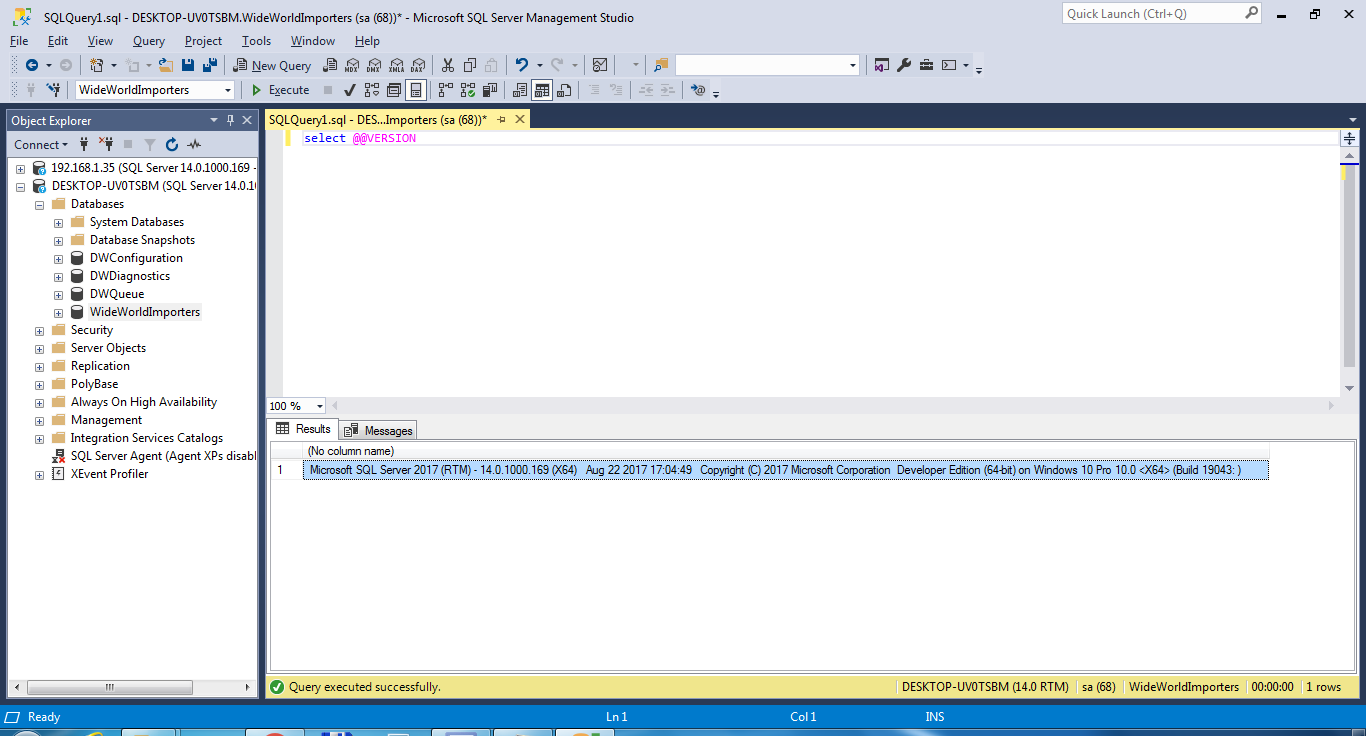 SQLQuery1.sql - DESKTOP-UV0TSBM.WideWorldImporters (sa (68))* - Microsoft SQL Server Management Studio
Quick Launch (Ctrl+Q)
File Edit View Query Project Tools Window Help
New Query MDX DMX XMLA DAX
WideWorldImporters Execute
Object Explorer
Connect
192.168.1.35 (SQL Server 14.0.1000.169 -
DESKTOP-UV0TSBM (SQL Server 14.0.1
Databases
System Databases
Database Snapshots
DWConfiguration
DWDiagnostics
DWQueue
WideWorldImporters
Security
Server Objects
Replication
PolyBase
Always On High Availability
Management
Integration Services Catalogs
SQL Server Agent (Agent XPs disabl
XEvent Profiler
SQLQuery1.sql - DES...Importers (sa (68))*
select @@VERSION
100 %
Results Messages
(No column name)
1 Microsoft SQL Server 2017 (RTM) - 14.0.1000.169 (X64) Aug 22 2017 17:04:49 Copyright (C) 2017 Microsoft Corporation Developer Edition (64-bit) on Windows 10 Pro 10.0 <X64> (Build 19043: )
Query executed successfully. DESKTOP-UV0TSBM (14.0 RTM) sa (68) WideWorldImporters 00:00:00 1 rows
Ready Ln 1 Col 1 INS